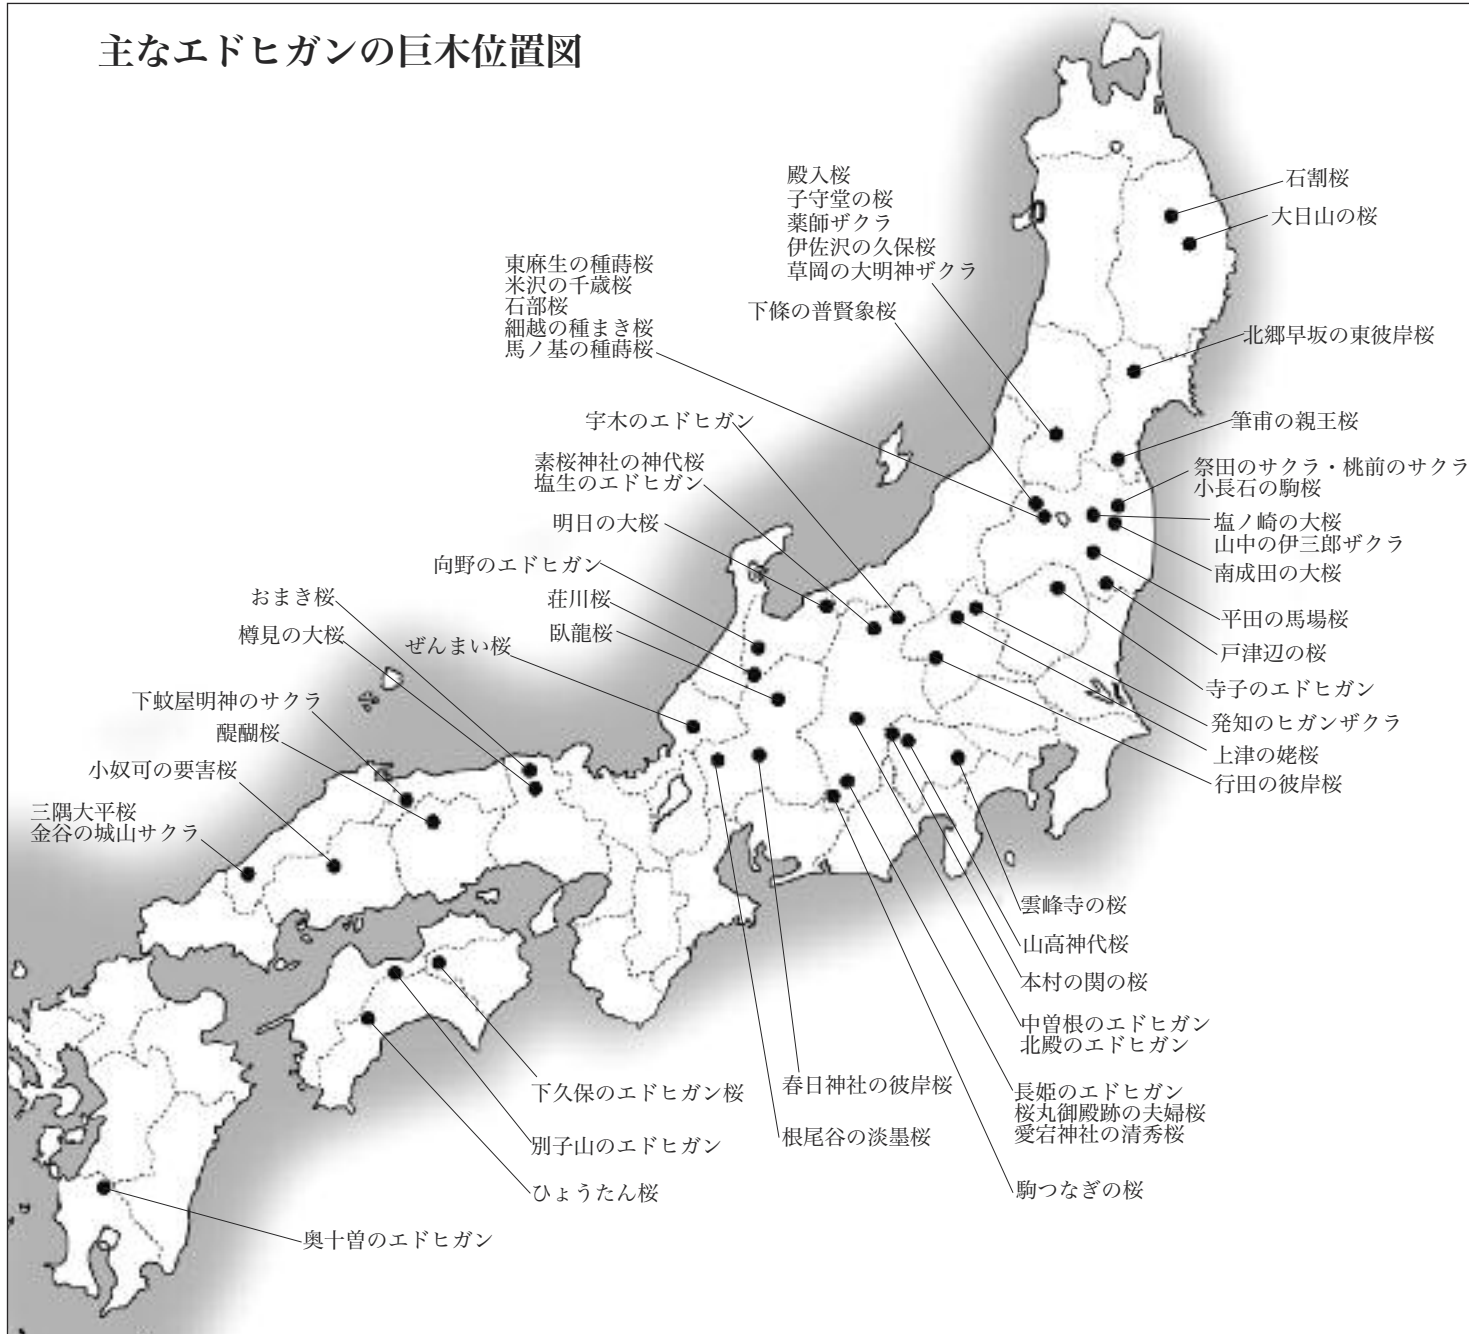 主なエドヒガンの巨木位置図
殿入桜
子守堂の桜
薬師ザクラ
伊佐沢の久保桜
草岡の大明神ザクラ
石割桜
大日山の桜
東麻生の種蒔桜
米沢の千歳桜
石部桜
細越の種まき桜
馬ノ基の種蒔桜
下條の普賢象桜
北郷早坂の東彼岸桜
宇木のエドヒガン
筆甫の親王桜
素桜神社の神代桜
塩生のエドヒガン
祭田のサクラ・桃前のサクラ
小長石の駒桜
明日の大桜
塩ノ崎の大桜
山中の伊三郎ザクラ
向野のエドヒガン
南成田の大桜
おまき桜
荘川桜
平田の馬場桜
樽見の大桜
臥龍桜
ぜんまい桜
戸津辺の桜
下蚊屋明神のサクラ
寺子のエドヒガン
醍醐桜
発知のヒガンザクラ
小奴可の要害桜
上津の姥桜
行田の彼岸桜
三隅大平桜
金谷の城山サクラ
雲峰寺の桜
山高神代桜
本村の関の桜
中曽根のエドヒガン
北殿のエドヒガン
下久保のエドヒガン桜
春日神社の彼岸桜
長姫のエドヒガン
桜丸御殿跡の夫婦桜
愛宕神社の清秀桜
別子山のエドヒガン
根尾谷の淡墨桜
ひょうたん桜
駒つなぎの桜
奥十曽のエドヒガン